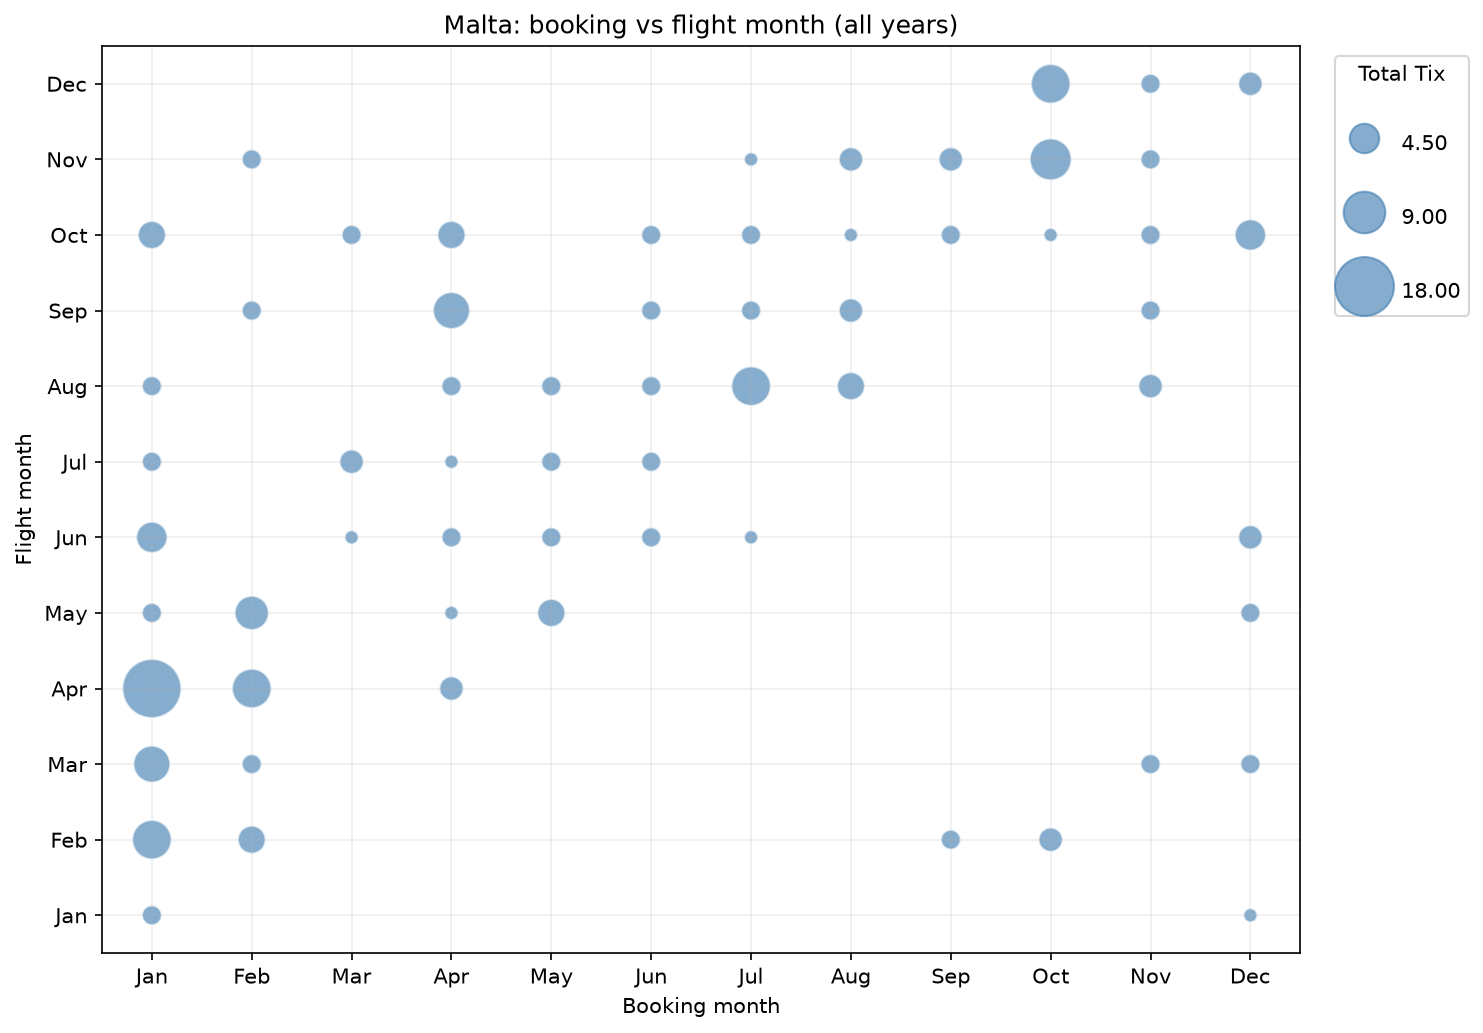 Malta: booking vs flight month (all years)
Total Tix
4.50
9.00
18.00
Flight month
Dec
Nov
Oct
Sep
Aug
Jul
Jun
May
Apr
Mar
Feb
Jan
Jan Feb Mar Apr May Jun Jul Aug Sep Oct Nov Dec
Booking month